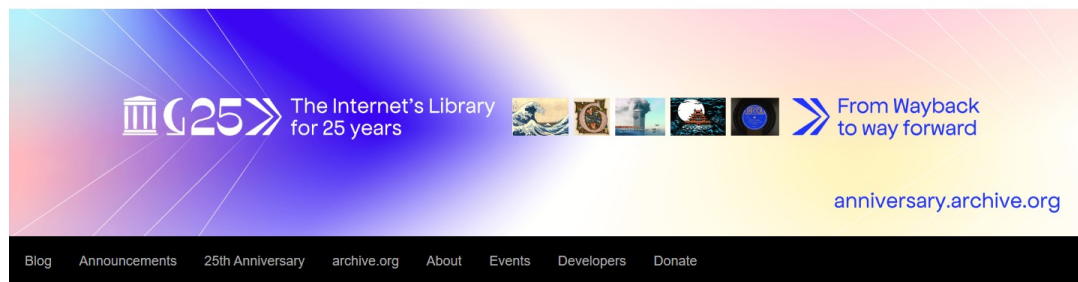 25
The Internet's Library
for 25 years
From Wayback
to way forward
anniversary.archive.org
Blog Announcements 25th Anniversary archive.org About Events Developers Donate